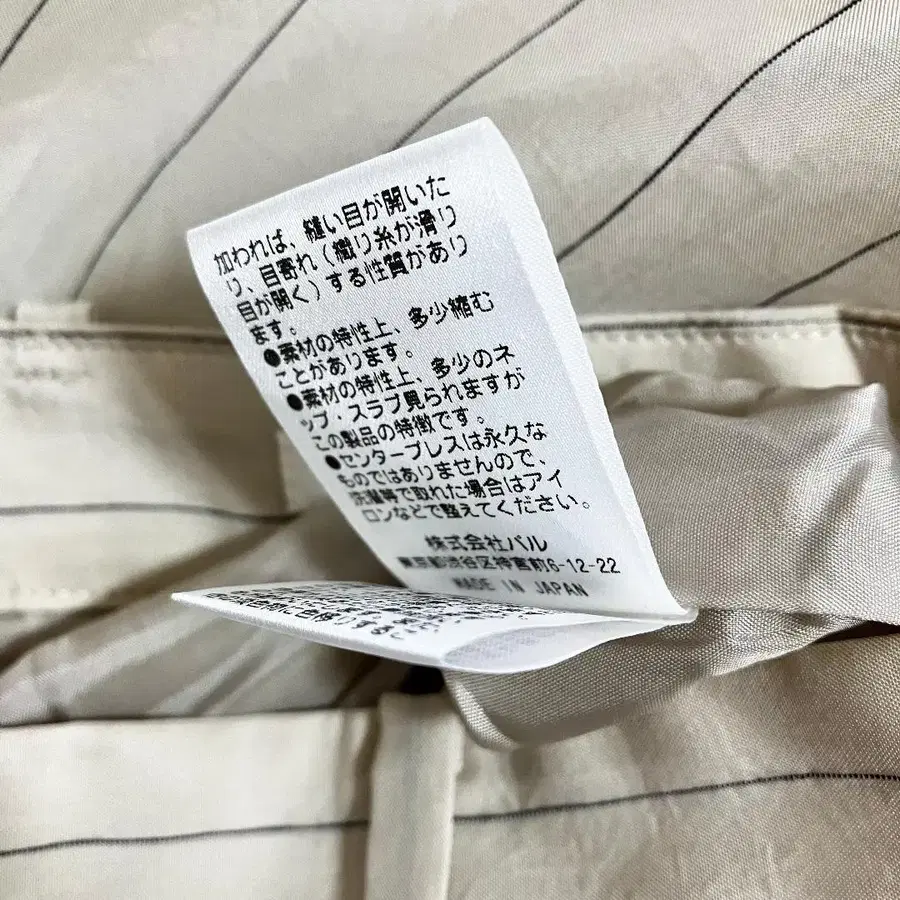 加われば、縫い目が開いた
り、目寄れ(織り糸が滑り
目が開く)する性質があり
ます。
●素材の特性上、多少縮む
ことがあります。
●素材の特性上、多少のネ
ップ・スラブ見られますが
この製品の特徴です。
●センタープレスは永久な
ものではありませんので、
洗濯等で取れた場合はアイ
ロンなどで整えてください。
株式会社パル
東京都渋谷区神宮前6-12-22
MADE IN JAPAN